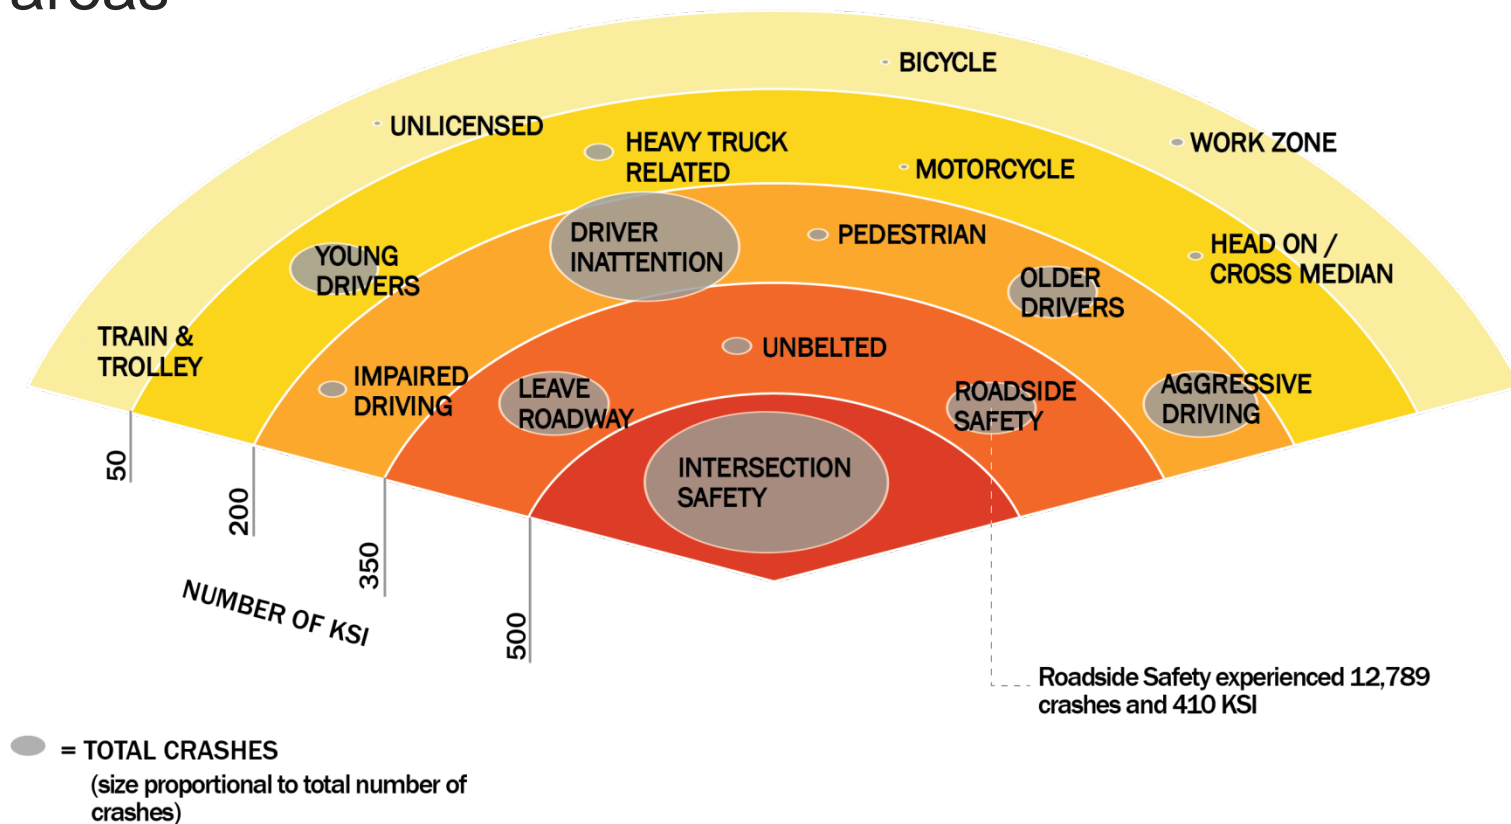 areas
BICYCLE
UNLICENSED
HEAVY TRUCK
RELATED
WORK ZONE
MOTORCYCLE
DRIVER
INATTENTION
PEDESTRIAN
YOUNG
DRIVERS
HEAD ON /
CROSS MEDIAN
OLDER
DRIVERS
TRAIN &
TROLLEY
UNBELTED
IMPAIRED
DRIVING
LEAVE
ROADWAY
ROADSIDE
SAFETY
AGGRESSIVE
DRIVING
INTERSECTION
SAFETY
50
200
350
500
NUMBER OF KSI
Roadside Safety experienced 12,789
crashes and 410 KSI
= TOTAL CRASHES
(size proportional to total number of
crashes)